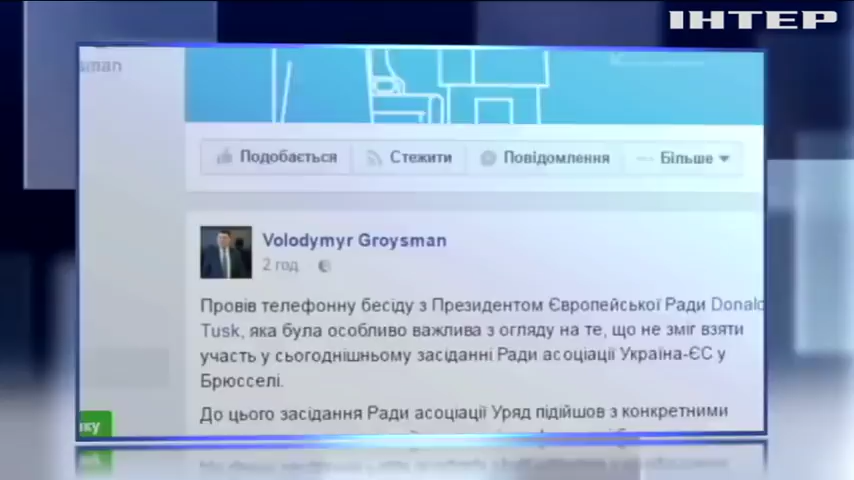 ІНТЕР
sman
Подобається Стежити Повідомлення Більше
Volodymyr Groysman
2 год
Провів телефонну бесіду з Президентом Європейської Ради Donald
Tusk, яка була особливо важлива з огляду на те, що не зміг взяти
участь у сьогоднішньому засіданні Ради асоціації Україна-ЄС у
Брюсселі.
До цього засідання Ради асоціації Уряд підійшов з конкретними
ку